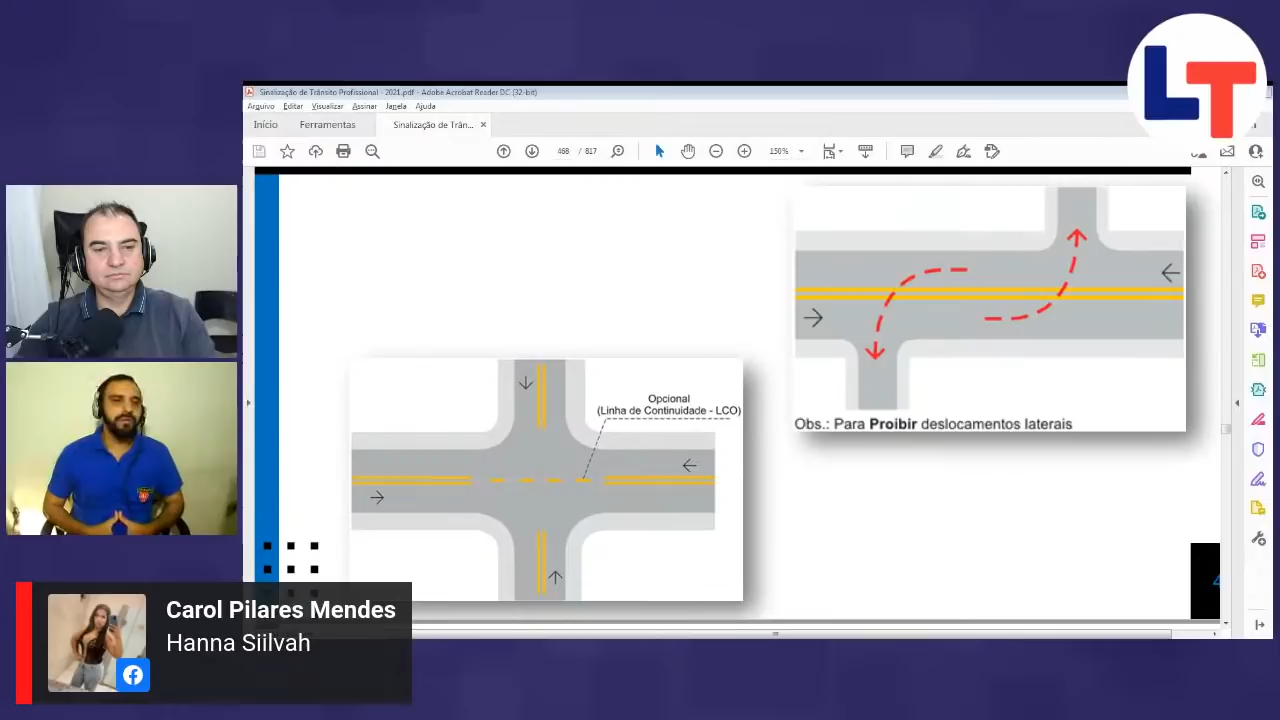 LT
Sinalização de Trânsito Profissional - 2021.pdf - Adobe Acrobat Reader DC (32-bit)
Arquivo Editar Visualizar Assinar Janela Ajuda
Início Ferramentas Sinalização de Trân... ×
468 / 817 150%
Opcional
(Linha de Continuidade - LCO)
Obs.: Para Proibir deslocamentos laterais
Carol Pilares Mendes
Hanna Siilvah